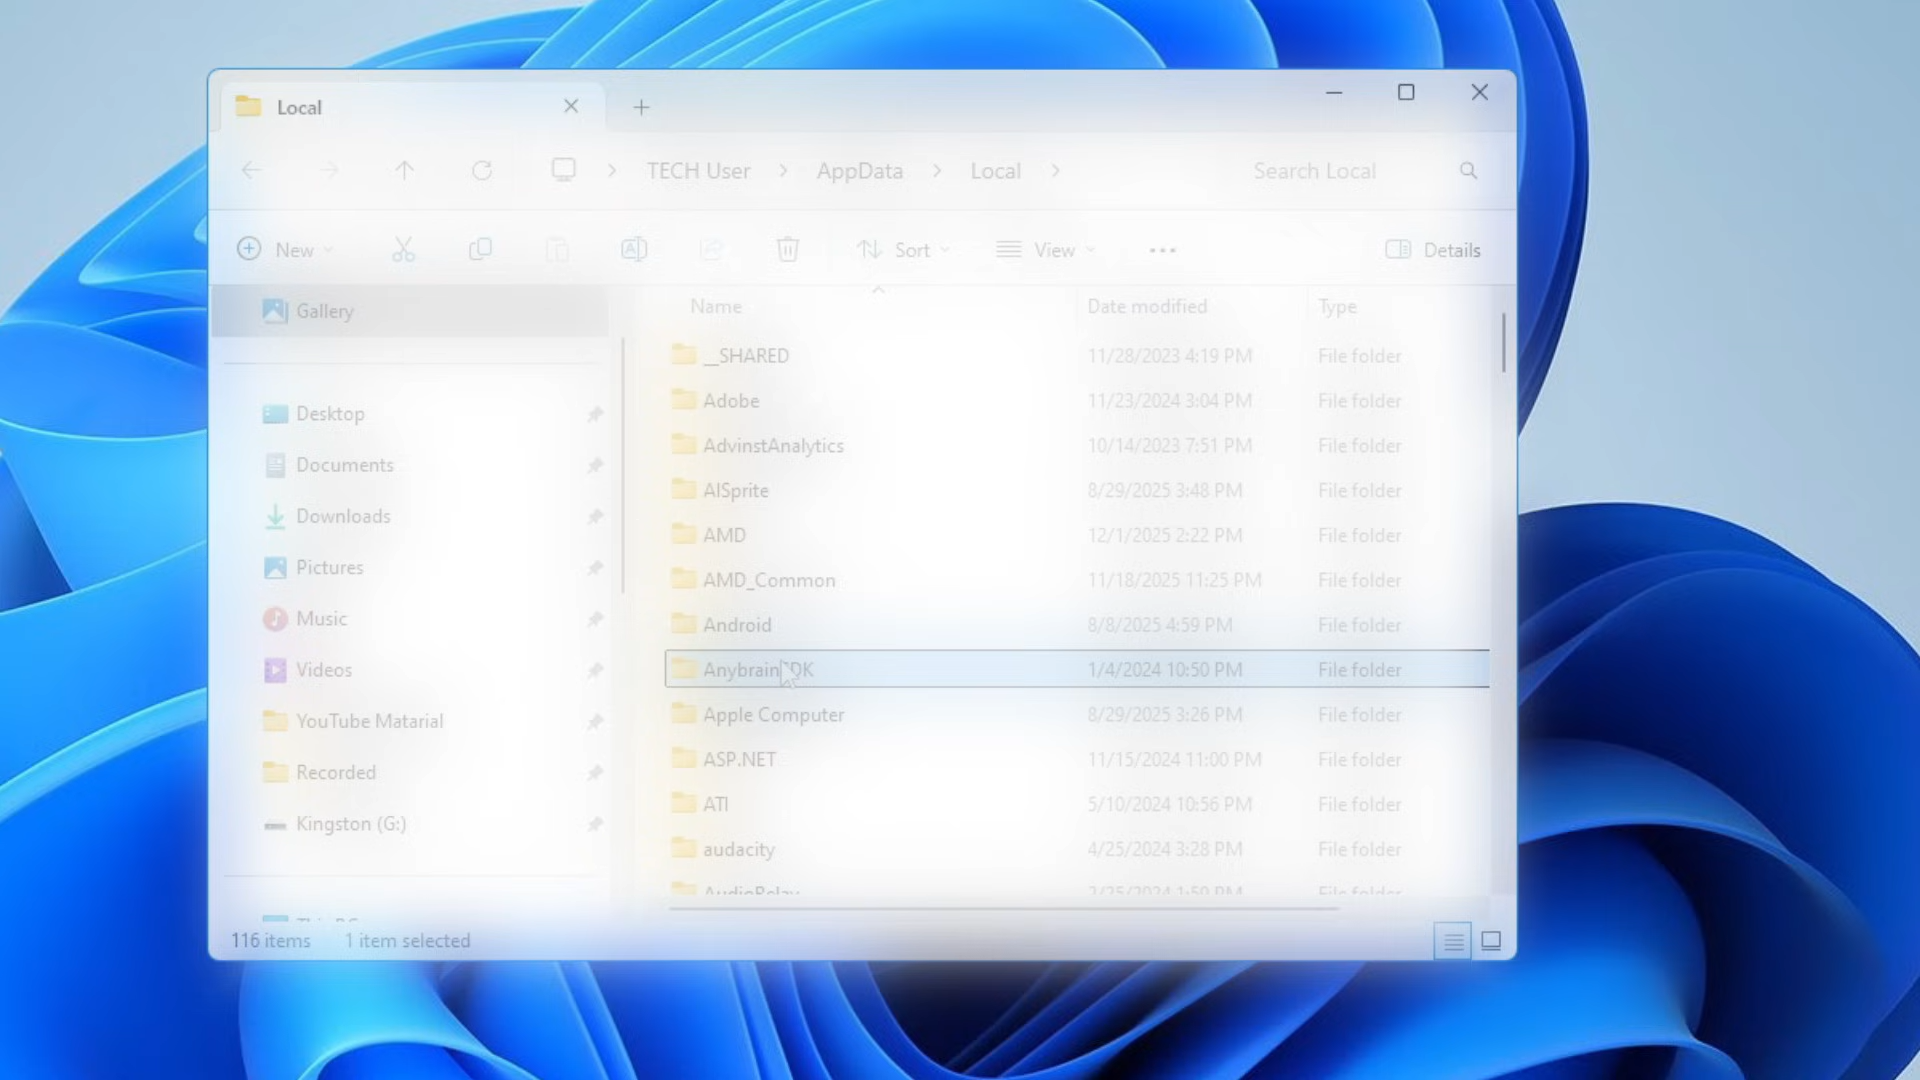 Local
TECH User AppData Local Search Local
New Sort View Details
Gallery
Desktop
Documents
Downloads
Pictures
Music
Videos
YouTube Matarial
Recorded
Kingston (G:)
This PC
Name Date modified Type
__SHARED 11/28/2023 4:19 PM File folder
Adobe 11/23/2024 3:04 PM File folder
AdvinstAnalytics 10/14/2023 7:51 PM File folder
AISprite 8/29/2025 3:48 PM File folder
AMD 12/1/2025 2:22 PM File folder
AMD_Common 11/18/2025 11:25 PM File folder
Android 8/8/2025 4:59 PM File folder
AnybrainSDK 1/4/2024 10:50 PM File folder
Apple Computer 8/29/2025 3:26 PM File folder
ASP.NET 11/15/2024 11:00 PM File folder
ATI 5/10/2024 10:56 PM File folder
audacity 4/25/2024 3:28 PM File folder
AudioRelay 1:50 PM File folder
116 items 1 item selected